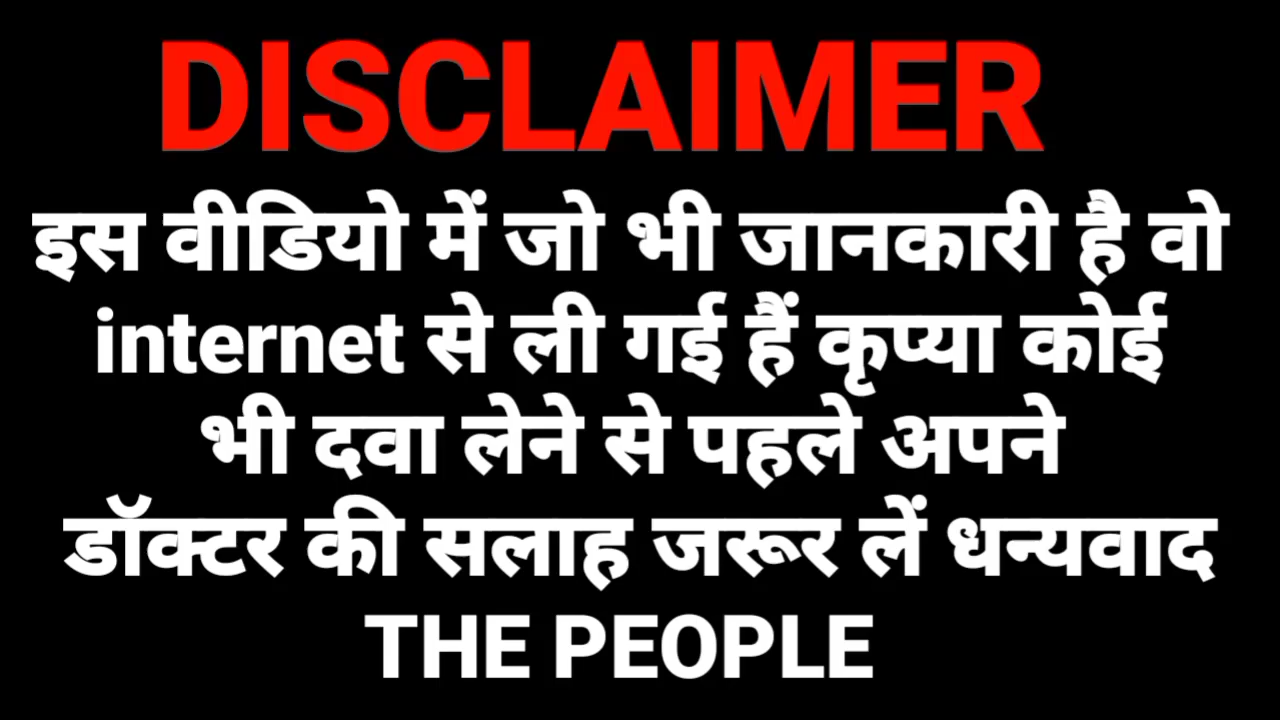 DISCLAIMER
इस वीडियो में जो भी जानकारी है वो
internet से ली गई हैं कृप्या कोई
भी दवा लेने से पहले अपने
डॉक्टर की सलाह जरूर लें धन्यवाद
THE PEOPLE